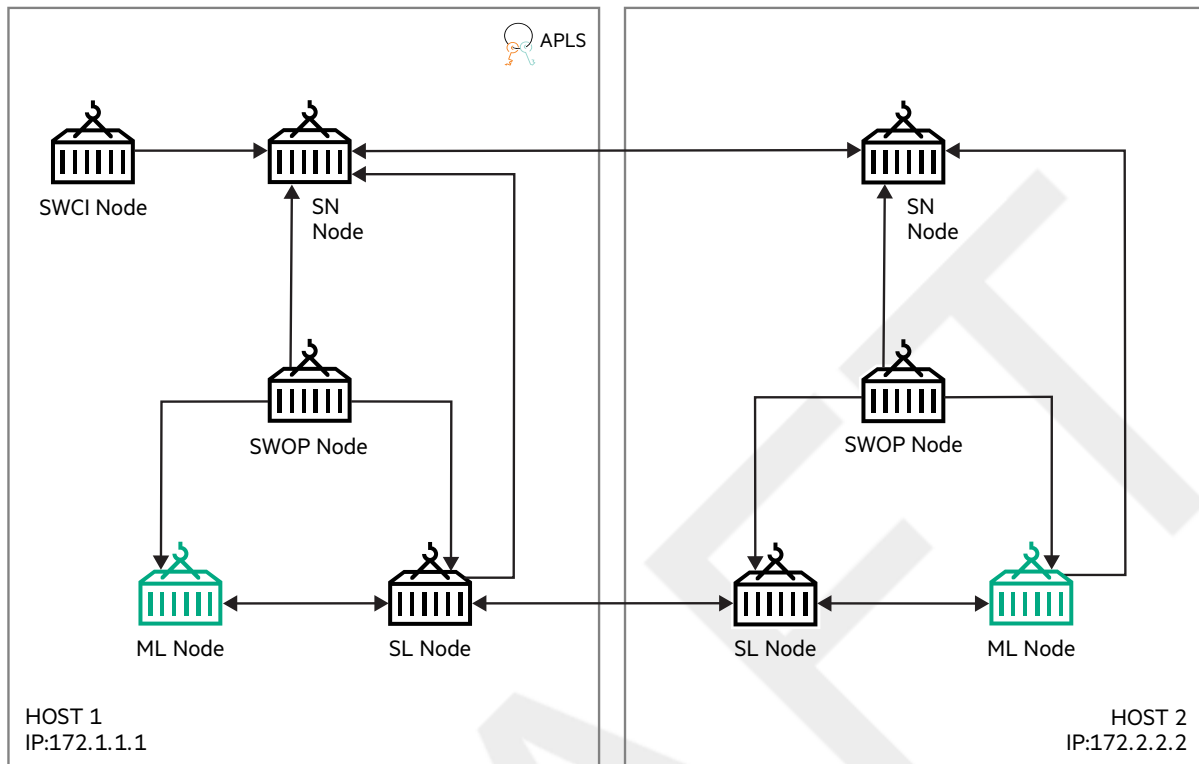 APLS
SWCI Node
SN
Node
SN
Node
SWOP Node
SWOP Node
ML Node
SL Node
SL Node
ML Node
HOST 1
IP:172.1.1.1
HOST 2
IP:172.2.2.2